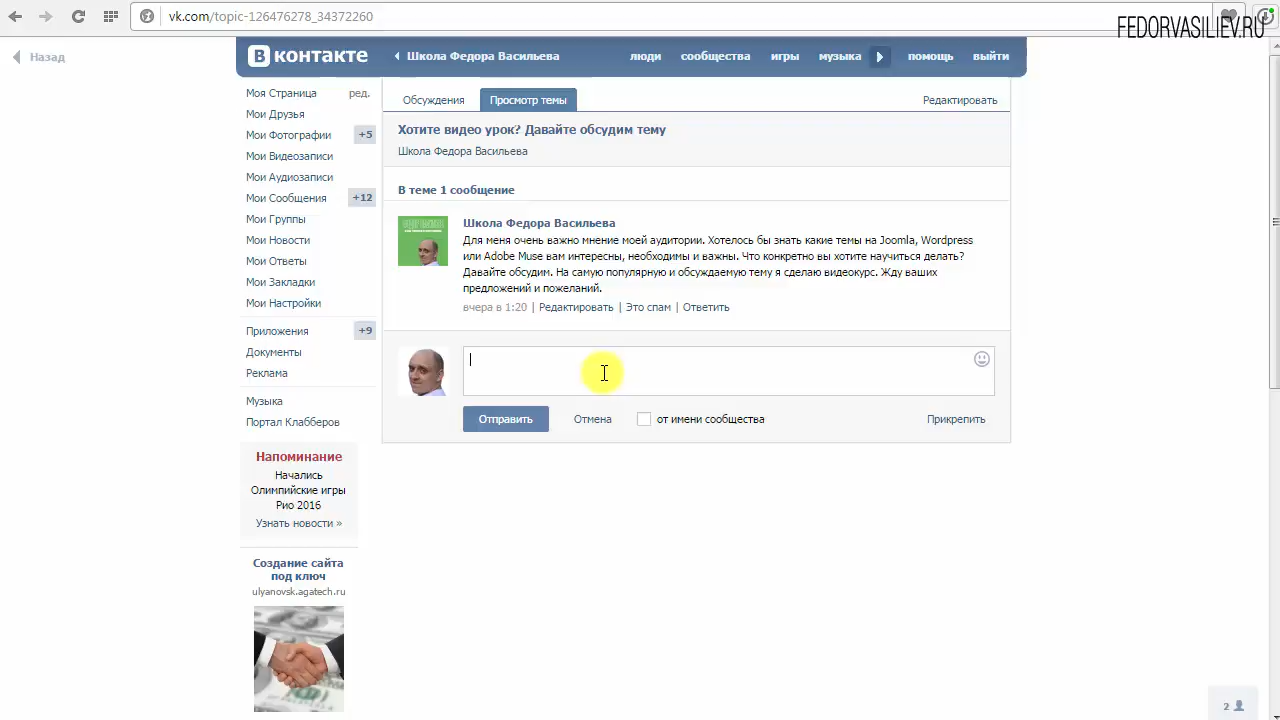 vk.com/topic-126476278_34372260
FEDORVASILIEV.RU
Назад
В контакте
Школа Федора Васильева
люди сообщества игры музыка помощь выйти
Моя Страница ред.
Мои Друзья
Мои Фотографии +5
Мои Видеозаписи
Мои Аудиозаписи
Мои Сообщения +12
Мои Группы
Мои Новости
Мои Ответы
Мои Закладки
Мои Настройки
Приложения +9
Документы
Реклама
Музыка
Портал Клабберов
Напоминание
Начались
Олимпийские игры
Рио 2016
Узнать новости »
Создание сайта
под ключ
ulyanovsk.agatech.ru
Обсуждения Просмотр темы Редактировать
Хотите видео урок? Давайте обсудим тему
Школа Федора Васильева
В теме 1 сообщение
Школа Федора Васильева
Для меня очень важно мнение моей аудитории. Хотелось бы знать какие темы на Joomla, Wordpress
или Adobe Muse вам интересны, необходимы и важны. Что конкретно вы хотите научиться делать?
Давайте обсудим. На самую популярную и обсуждаемую тему я сделаю видеокурс. Жду ваших
предложений и пожеланий.
вчера в 1:20 | Редактировать | Это спам | Ответить
Отправить Отмена от имени сообщества Прикрепить
2